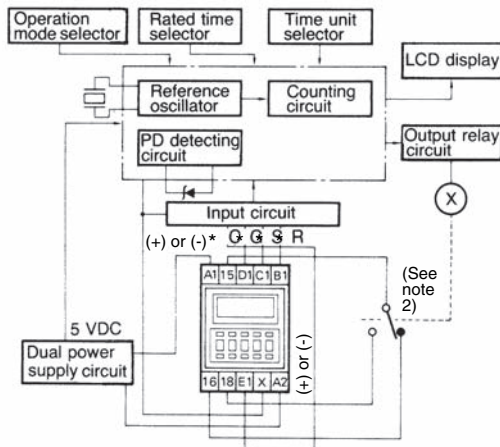 Operation
mode selector
Rated time
selector
Time unit
selector
LCD display
Reference
oscillator
Counting
circuit
PD detecting
circuit
Output relay
circuit
X
Input circuit
(+) or (-)* G G S R
A1 15 D1 C1 B1
(See
note
2)
5 VDC
Dual power
supply circuit
(+) or (-)
16 18 E1 X A2